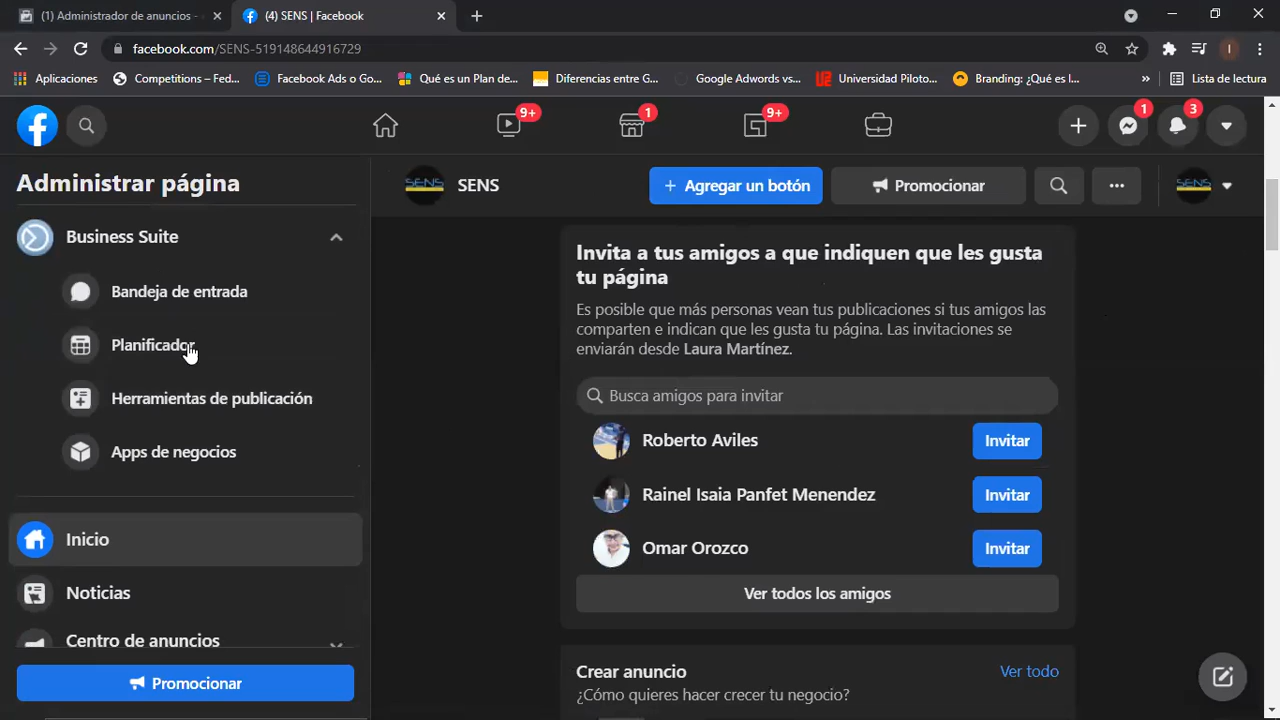 (1) Administrador de anuncios -
(4) SENS | Facebook
facebook.com/SENS-519148644916729
Aplicaciones
Competitions – Fed...
Facebook Ads o Go...
Qué es un Plan de...
Diferencias entre G...
Google Adwords vs...
Universidad Piloto...
Branding: ¿Qué es l...
»
Lista de lectura
9+
1
9+
1
3
Administrar página
SENS
SENS
+ Agregar un botón
Promocionar
SENS
Business Suite
Bandeja de entrada
Planificador
Herramientas de publicación
Apps de negocios
Inicio
Noticias
Centro de anuncios
Promocionar
Invita a tus amigos a que indiquen que les gusta
tu página
Es posible que más personas vean tus publicaciones si tus amigos las
comparten e indican que les gusta tu página. Las invitaciones se
enviarán desde Laura Martínez.
Busca amigos para invitar
Roberto Aviles
Invitar
Rainel Isaia Panfet Menendez
Invitar
Omar Orozco
Invitar
Ver todos los amigos
Crear anuncio
Ver todo
¿Cómo quieres hacer crecer tu negocio?